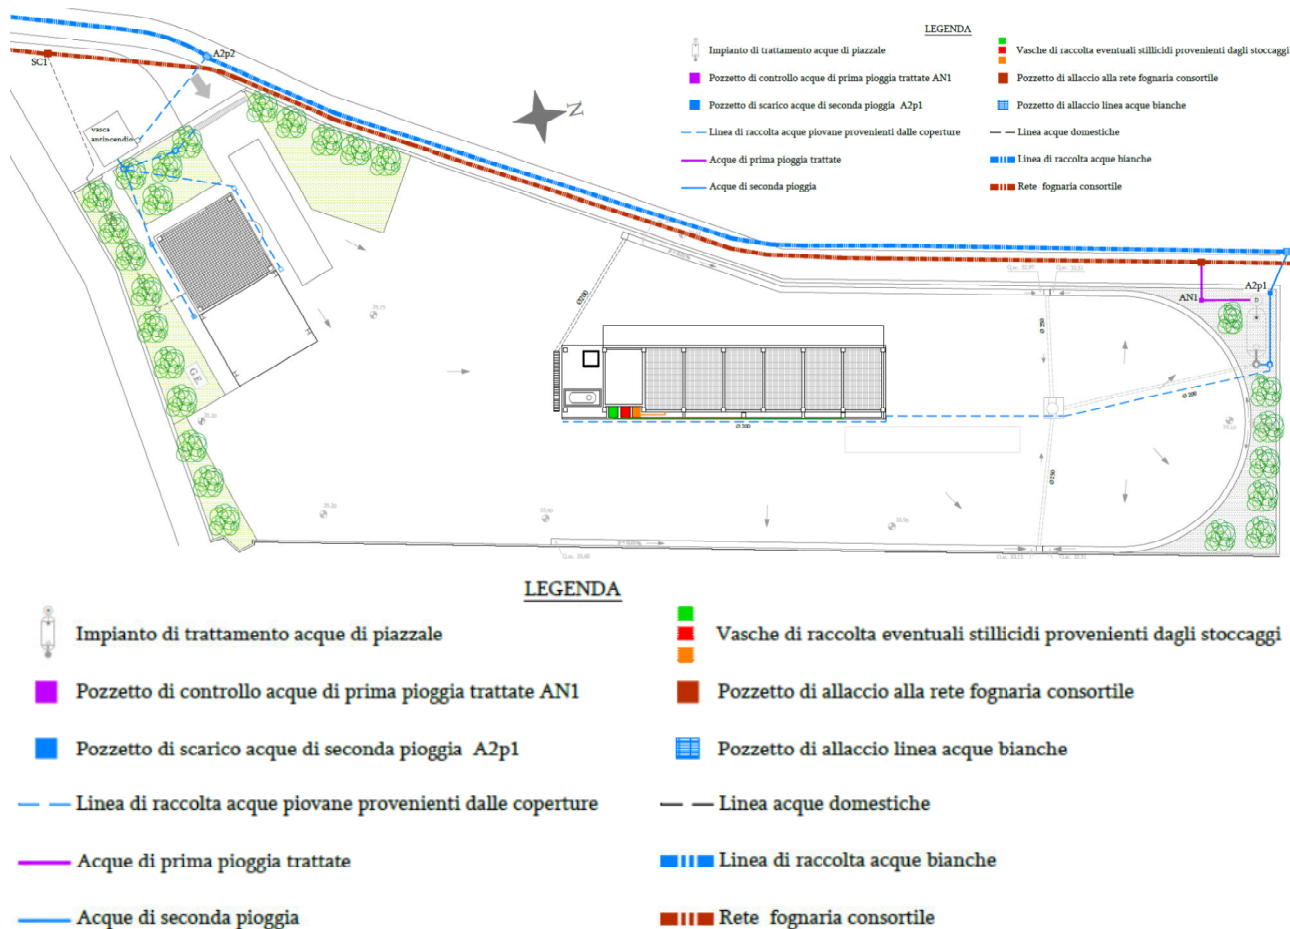 LEGENDA
Impianto di trattamento acque di piazzale
Vasche di raccolta eventuali stillicidi provenienti dagli stoccaggi
Pozzetto di controllo acque di prima pioggia trattate AN1
Pozzetto di allaccio alla rete fognaria consortile
Pozzetto di scarico acque di seconda pioggia A2p1
Pozzetto di allaccio linea acque bianche
Linea di raccolta acque piovane provenienti dalle coperture
Linea acque domestiche
Acque di prima pioggia trattate
Linea di raccolta acque bianche
Acque di seconda pioggia
Rete fognaria consortile
A2p2
SC1
N
vasca
antincendio
G.E.
Ø200
Ø 250
AN1
A2p1
D
Ø 200
Ø 200
Ø 250
LEGENDA
Impianto di trattamento acque di piazzale
Vasche di raccolta eventuali stillicidi provenienti dagli stoccaggi
Pozzetto di controllo acque di prima pioggia trattate AN1
Pozzetto di allaccio alla rete fognaria consortile
Pozzetto di scarico acque di seconda pioggia A2p1
Pozzetto di allaccio linea acque bianche
Linea di raccolta acque piovane provenienti dalle coperture
Linea acque domestiche
Acque di prima pioggia trattate
Linea di raccolta acque bianche
Acque di seconda pioggia
Rete fognaria consortile